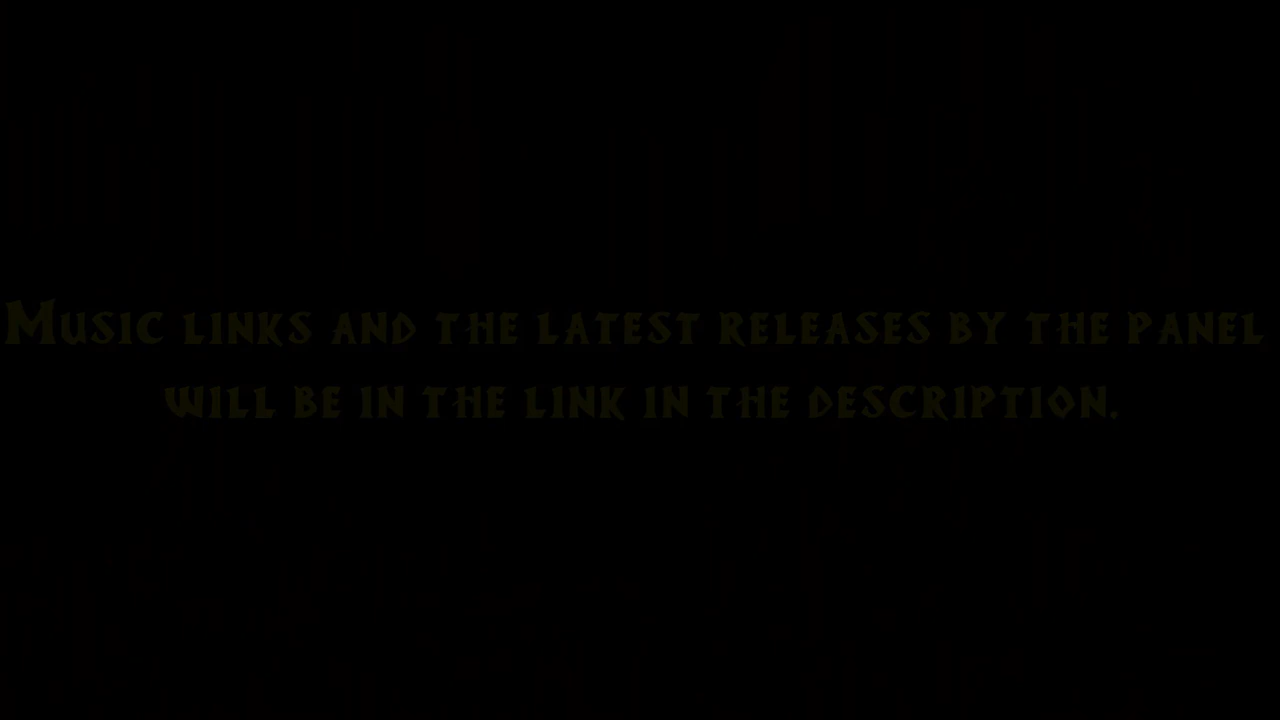 Music links and the latest releases by the panel
will be in the link in the description.